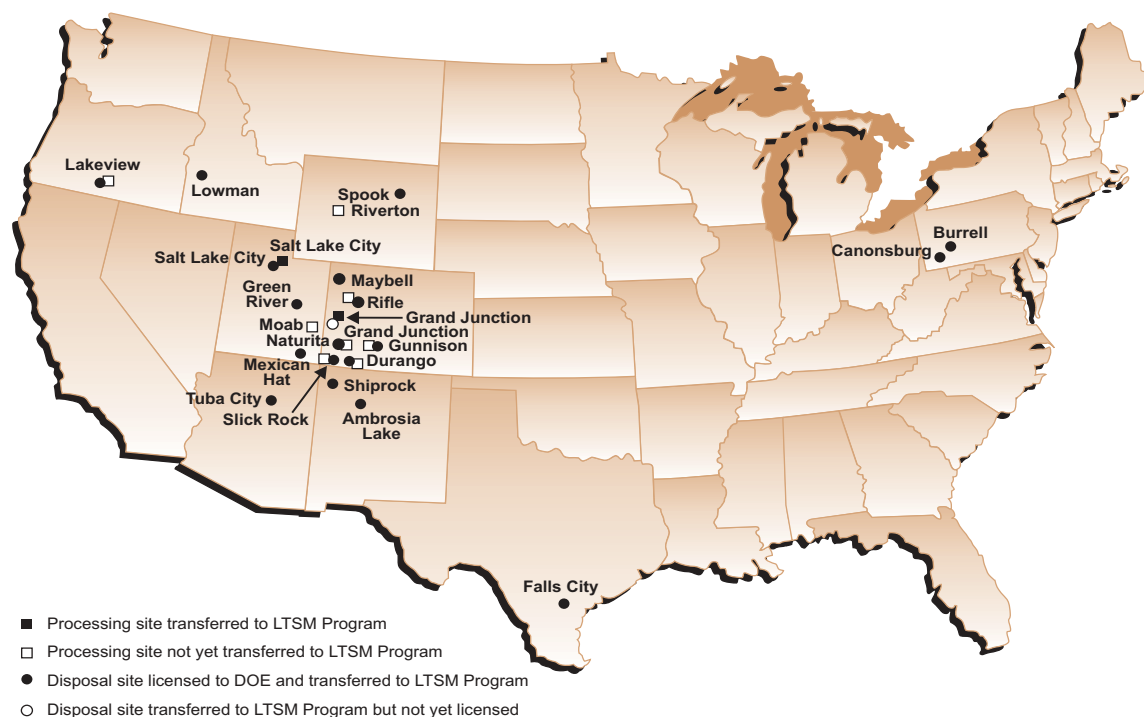 Lakeview
Lowman
Spook
Riverton
Salt Lake City
Salt Lake City
Burrell
Canonsburg
Maybell
Green
River
Rifle
Grand Junction
Moab
Grand Junction
Naturita
Gunnison
Mexican
Hat
Durango
Shiprock
Tuba City
Slick Rock
Ambrosia
Lake
Falls City
Processing site transferred to LTSM Program
Processing site not yet transferred to LTSM Program
Disposal site licensed to DOE and transferred to LTSM Program
Disposal site transferred to LTSM Program but not yet licensed